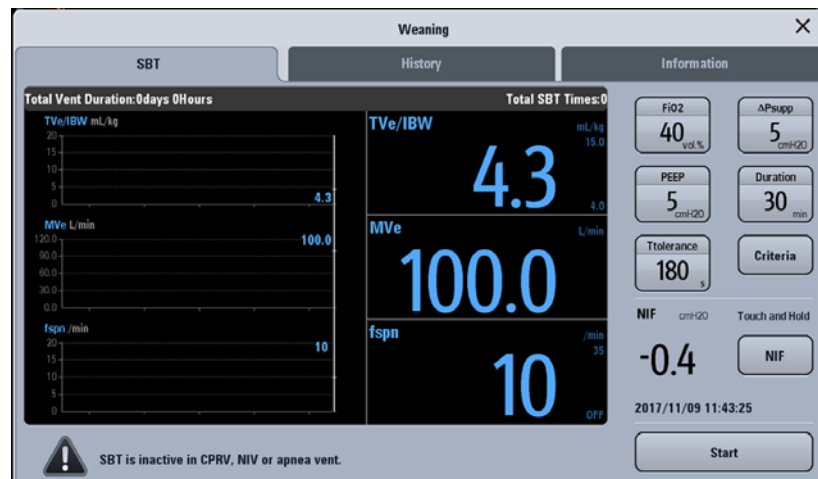 Weaning
SBT
History
Information
Total Vent Duration:0days 0Hours
Total SBT Times:0
TVe/IBW mL/kg
20
15
10
5
0
4.3
MVe L/min
120.0
90.0
60.0
30.0
0.0
100.0
fspn /min
20
15
10
5
0
10
TVe/IBW
mL/kg
15.0
4.3
4.0
MVe
L/min
100.0
fspn
/min
35
10
OFF
FiO2
40 vol.%
ΔPsupp
5 cmH2O
PEEP
5 cmH2O
Duration
30 min
Ttolerance
180 s
Criteria
NIF cmH2O
Touch and Hold
-0.4
NIF
2017/11/09 11:43:25
SBT is inactive in CPRV, NIV or apnea vent.
Start